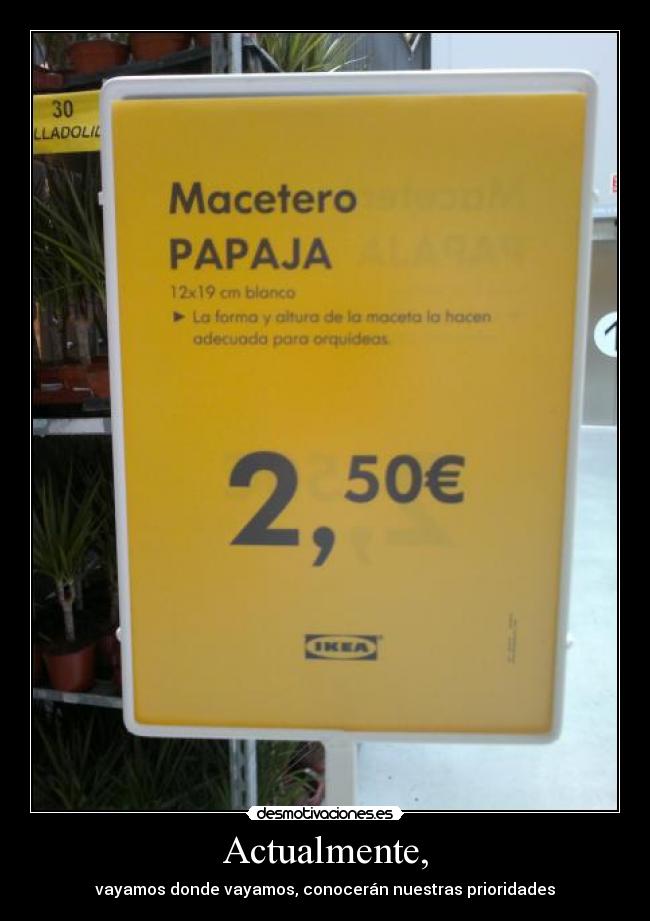 30
LLADOLID
Macetero
PAPAJA
12x19 cm blanco
► La forma y altura de la maceta la hacen
adecuada para orquídeas.
2,50€
IKEA
desmotivaciones.es
Actualmente,
vayamos donde vayamos, conocerán nuestras prioridades